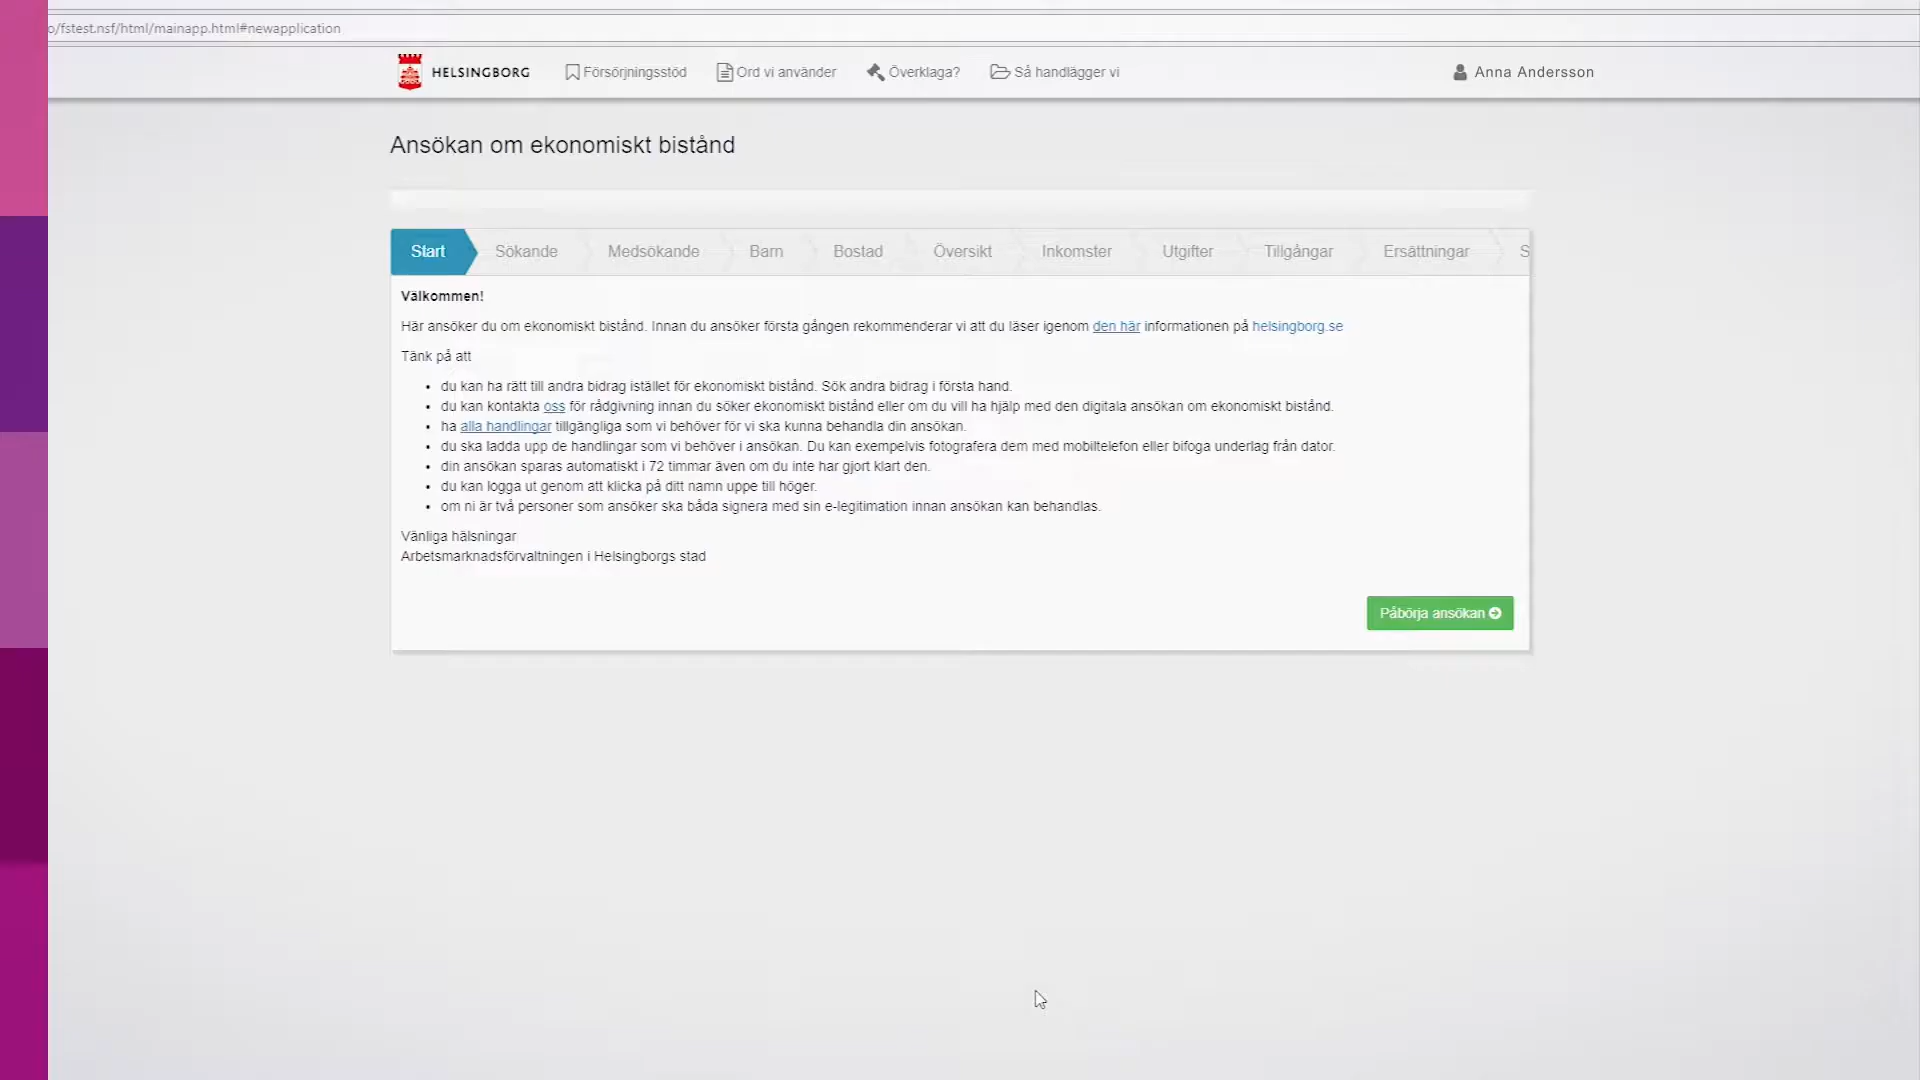 o/fstest.nsf/html/mainapp.html#newapplication
HELSINGBORG
Försörjningsstöd
Ord vi använder
Överklaga?
Så handlägger vi
Anna Andersson
Ansökan om ekonomiskt bistånd
Start
Sökande
Medsökande
Barn
Bostad
Översikt
Inkomster
Utgifter
Tillgångar
Ersättningar
S
Välkommen!
Här ansöker du om ekonomiskt bistånd. Innan du ansöker första gången rekommenderar vi att du läser igenom den här informationen på helsingborg.se
Tänk på att
• du kan ha rätt till andra bidrag istället för ekonomiskt bistånd. Sök andra bidrag i första hand.
• du kan kontakta oss för rådgivning innan du söker ekonomiskt bistånd eller om du vill ha hjälp med den digitala ansökan om ekonomiskt bistånd.
• ha alla handlingar tillgängliga som vi behöver för vi ska kunna behandla din ansökan.
• du ska ladda upp de handlingar som vi behöver i ansökan. Du kan exempelvis fotografera dem med mobiltelefon eller bifoga underlag från dator.
• din ansökan sparas automatiskt i 72 timmar även om du inte har gjort klart den.
• du kan logga ut genom att klicka på ditt namn uppe till höger.
• om ni är två personer som ansöker ska båda signera med sin e-legitimation innan ansökan kan behandlas.
Vänliga hälsningar
Arbetsmarknadsförvaltningen i Helsingborgs stad
Påbörja ansökan